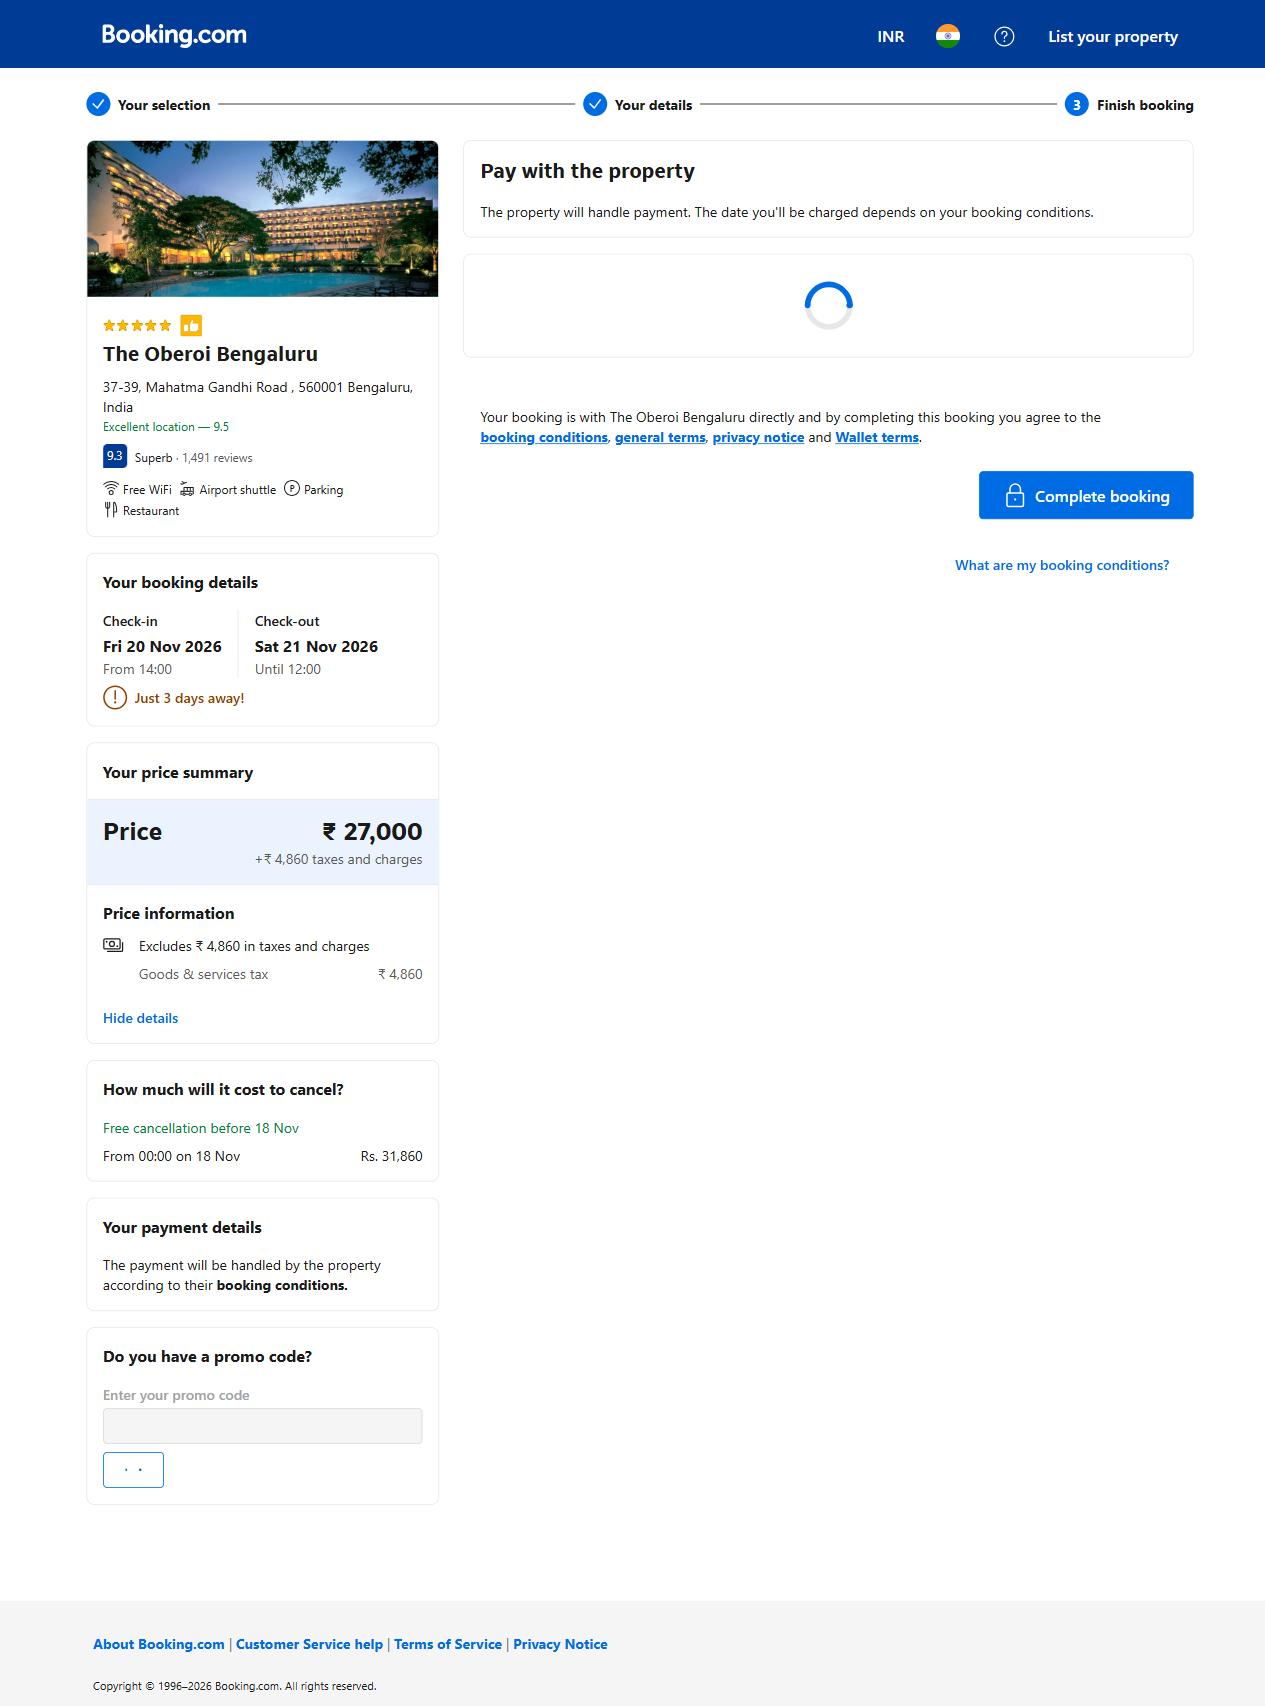 Booking.com
INR
List your property
Your selection
Your details
3
Finish booking
The Oberoi Bengaluru
37-39, Mahatma Gandhi Road , 560001 Bengaluru,
India
Excellent location — 9.5
9.3
Superb · 1,491 reviews
Free WiFi
Airport shuttle
P
Parking
Restaurant
Your booking details
Check-in
Fri 20 Nov 2026
From 14:00
Check-out
Sat 21 Nov 2026
Until 12:00
Just 3 days away!
Your price summary
Price
₹ 27,000
+₹ 4,860 taxes and charges
Price information
Excludes ₹ 4,860 in taxes and charges
Goods & services tax
₹ 4,860
Hide details
How much will it cost to cancel?
Free cancellation before 18 Nov
From 00:00 on 18 Nov
Rs. 31,860
Your payment details
The payment will be handled by the property
according to their booking conditions.
Do you have a promo code?
Enter your promo code
Pay with the property
The property will handle payment. The date you'll be charged depends on your booking conditions.
Your booking is with The Oberoi Bengaluru directly and by completing this booking you agree to the
booking conditions, general terms, privacy notice and Wallet terms.
Complete booking
What are my booking conditions?
About Booking.com | Customer Service help | Terms of Service | Privacy Notice
Copyright © 1996–2026 Booking.com. All rights reserved.